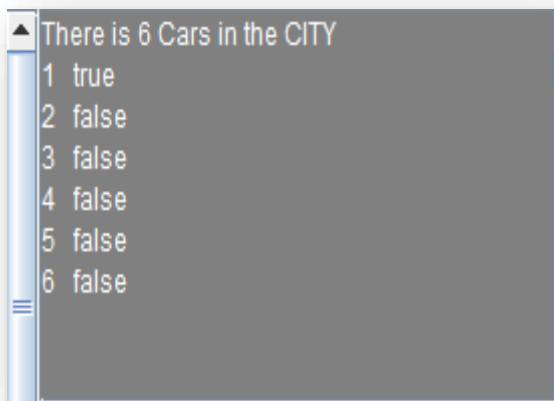 There is 6 Cars in the CITY
1 true
2 false
3 false
4 false
5 false
6 false